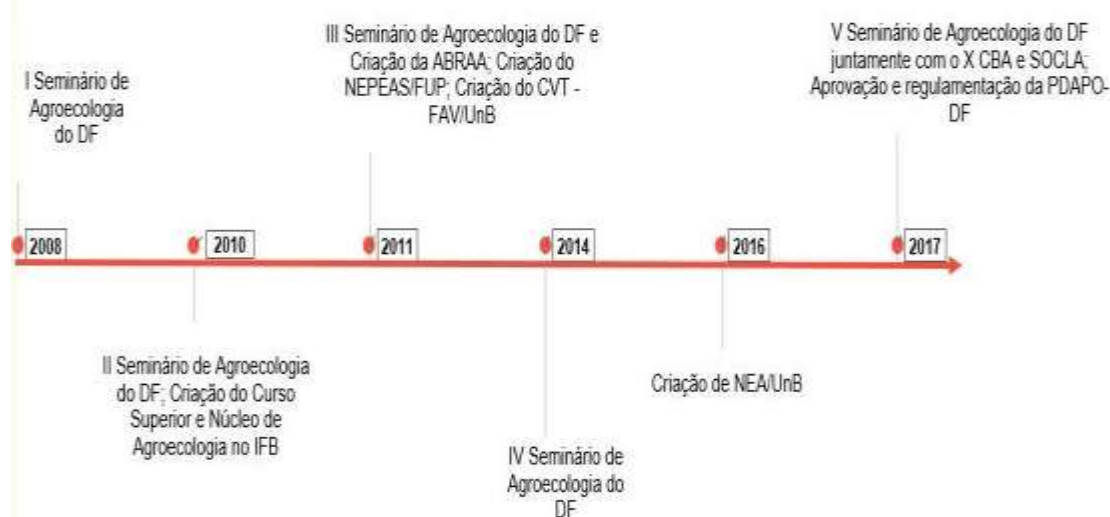 I Seminário de
Agroecologia
do DF
III Seminário de Agroecologia do DF e
Criação da ABRAA; Criação do
NEPEAS/FUP; Criação do CVT -
FAV/UnB
V Seminário de Agroecologia do DF
juntamente com o X CBA e SOCLA;
Aprovação e regulamentação da PDAPO-
DF
2008
2010
2011
2014
2016
2017
II Seminário de Agroecologia
do DF; Criação do Curso
Superior e Núcleo de
Agroecologia no IFB
IV Seminário de
Agroecologia do
DF
Criação de NEA/UnB